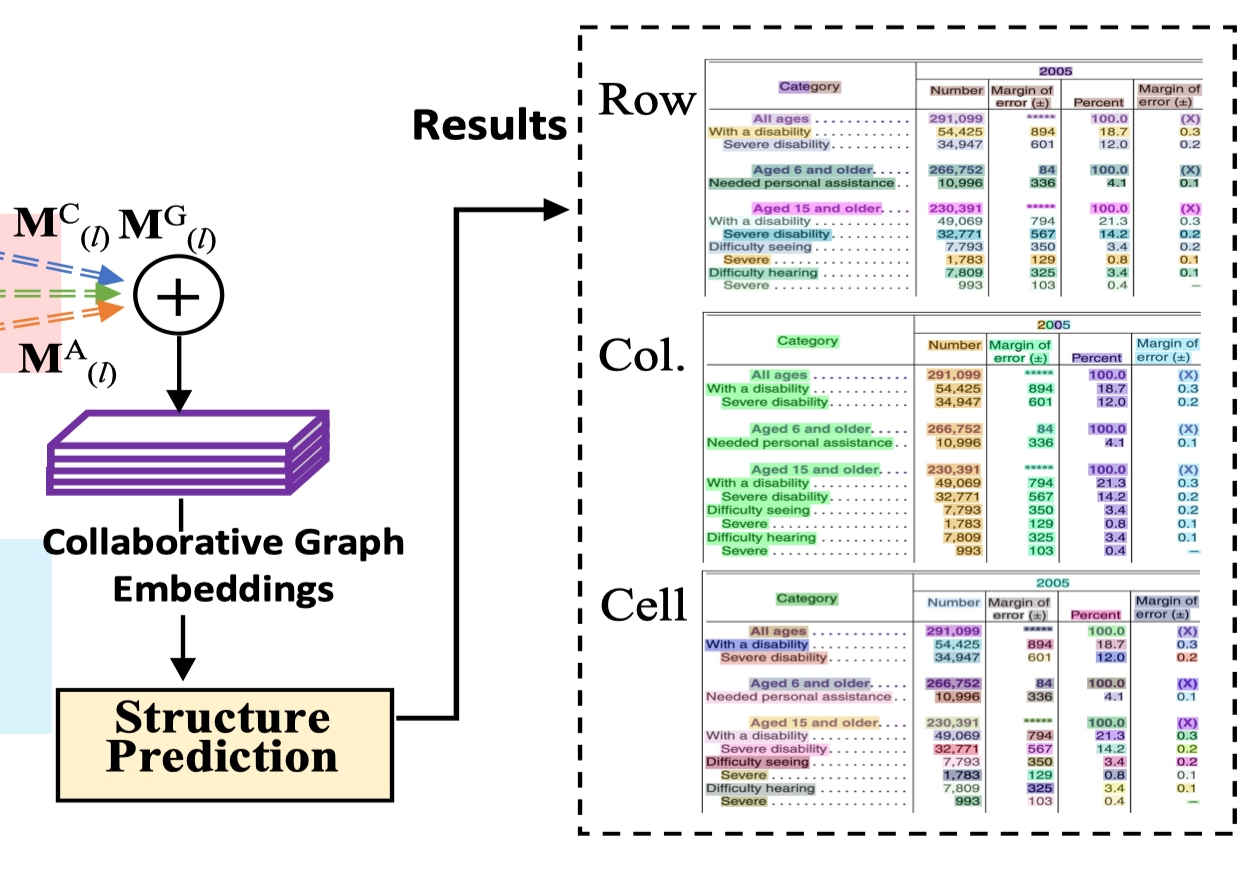 M^C_(l) M^G_(l)
M^A_(l)
Collaborative Graph
Embeddings
Structure
Prediction
Results
Row
Category
2005
Number Margin of error (±) Percent Margin of error (±)
All ages . . . . . . . . . . . . 291,099 ***** 100.0 (X)
With a disability . . . . . . . . . . . . 54,425 894 18.7 0.3
Severe disability. . . . . . . . . . 34,947 601 12.0 0.2
Aged 6 and older. . . . . 266,752 84 100.0 (X)
Needed personal assistance . . 10,996 336 4.1 0.1
Aged 15 and older. . . . 230,391 ***** 100.0 (X)
With a disability . . . . . . . . . . . . 49,069 794 21.3 0.3
Severe disability. . . . . . . . . . 32,771 567 14.2 0.2
Difficulty seeing . . . . . . . . . . . . 7,793 350 3.4 0.2
Severe . . . . . . . . . . . . . . . . . 1,783 129 0.8 0.1
Difficulty hearing . . . . . . . . . . . 7,809 325 3.4 0.1
Severe . . . . . . . . . . . . . . . . . 993 103 0.4 –
Col.
Category
2005
Number Margin of error (±) Percent Margin of error (±)
All ages . . . . . . . . . . . . 291,099 ***** 100.0 (X)
With a disability . . . . . . . . . . . . 54,425 894 18.7 0.3
Severe disability. . . . . . . . . . 34,947 601 12.0 0.2
Aged 6 and older. . . . . 266,752 84 100.0 (X)
Needed personal assistance . . 10,996 336 4.1 0.1
Aged 15 and older. . . . 230,391 ***** 100.0 (X)
With a disability . . . . . . . . . . . . 49,069 794 21.3 0.3
Severe disability. . . . . . . . . . 32,771 567 14.2 0.2
Difficulty seeing . . . . . . . . . . . . 7,793 350 3.4 0.2
Severe . . . . . . . . . . . . . . . . . 1,783 129 0.8 0.1
Difficulty hearing . . . . . . . . . . . 7,809 325 3.4 0.1
Severe . . . . . . . . . . . . . . . . . 993 103 0.4 –
Cell
Category
2005
Number Margin of error (±) Percent Margin of error (±)
All ages . . . . . . . . . . . . 291,099 ***** 100.0 (X)
With a disability . . . . . . . . . . . . 54,425 894 18.7 0.3
Severe disability. . . . . . . . . . 34,947 601 12.0 0.2
Aged 6 and older. . . . . 266,752 84 100.0 (X)
Needed personal assistance . . 10,996 336 4.1 0.1
Aged 15 and older. . . . 230,391 ***** 100.0 (X)
With a disability . . . . . . . . . . . . 49,069 794 21.3 0.3
Severe disability. . . . . . . . . . 32,771 567 14.2 0.2
Difficulty seeing . . . . . . . . . . . . 7,793 350 3.4 0.2
Severe . . . . . . . . . . . . . . . . . 1,783 129 0.8 0.1
Difficulty hearing . . . . . . . . . . . 7,809 325 3.4 0.1
Severe . . . . . . . . . . . . . . . . . 993 103 0.4 –